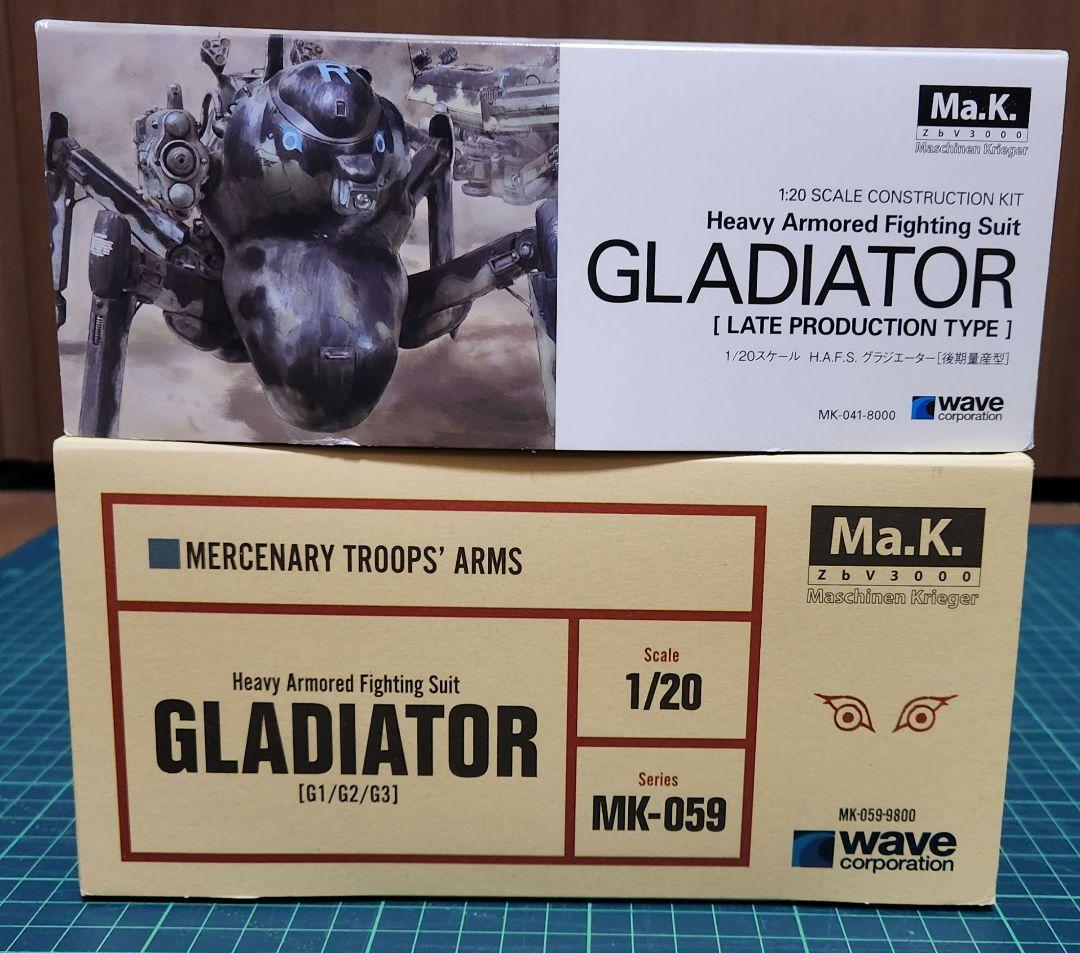 R
Ma.K.
ZbV3000
Maschinen Krieger
1:20 SCALE CONSTRUCTION KIT
Heavy Armored Fighting Suit
GLADIATOR
[ LATE PRODUCTION TYPE ]
1/20スケール H.A.F.S. グラジエーター[後期量産型]
MK-041-8000
wave
corporation
MERCENARY TROOPS' ARMS
Heavy Armored Fighting Suit
GLADIATOR
[G1/G2/G3]
Scale
1/20
Series
MK-059
Ma.K.
ZbV3000
Maschinen Krieger
MK-059-9800
wave
corporation